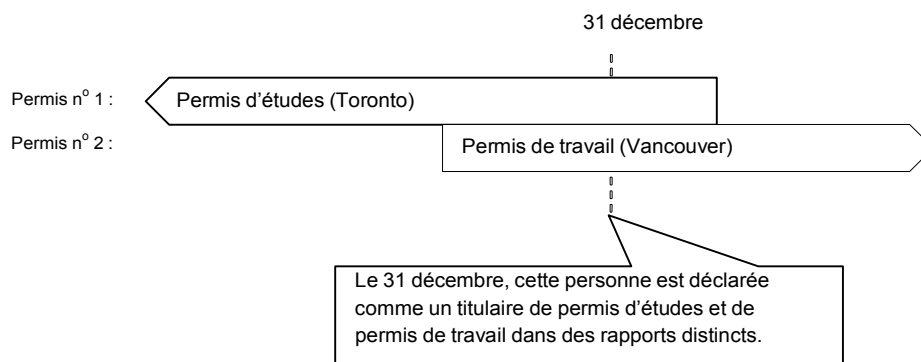 31 décembre
Permis nº 1 : Permis d'études (Toronto)
Permis nº 2 : Permis de travail (Vancouver)
Le 31 décembre, cette personne est déclarée
comme un titulaire de permis d'études et de
permis de travail dans des rapports distincts.